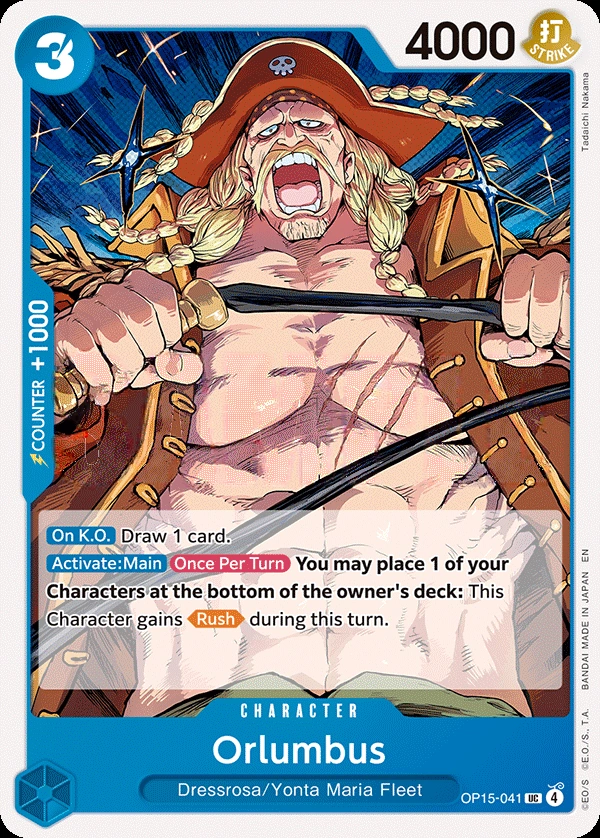 3
4000
打
STRIKE
Tadaichi Nakama
COUNTER +1000
On K.O. Draw 1 card.
Activate:Main Once Per Turn You may place 1 of your
Characters at the bottom of the owner's deck: This
Character gains Rush during this turn.
CHARACTER
Orlumbus
Dressrosa/Yonta Maria Fleet
OP15-041 UC 4
©E.O/S ©E.O./S., T.A. BANDAI MADE IN JAPAN EN